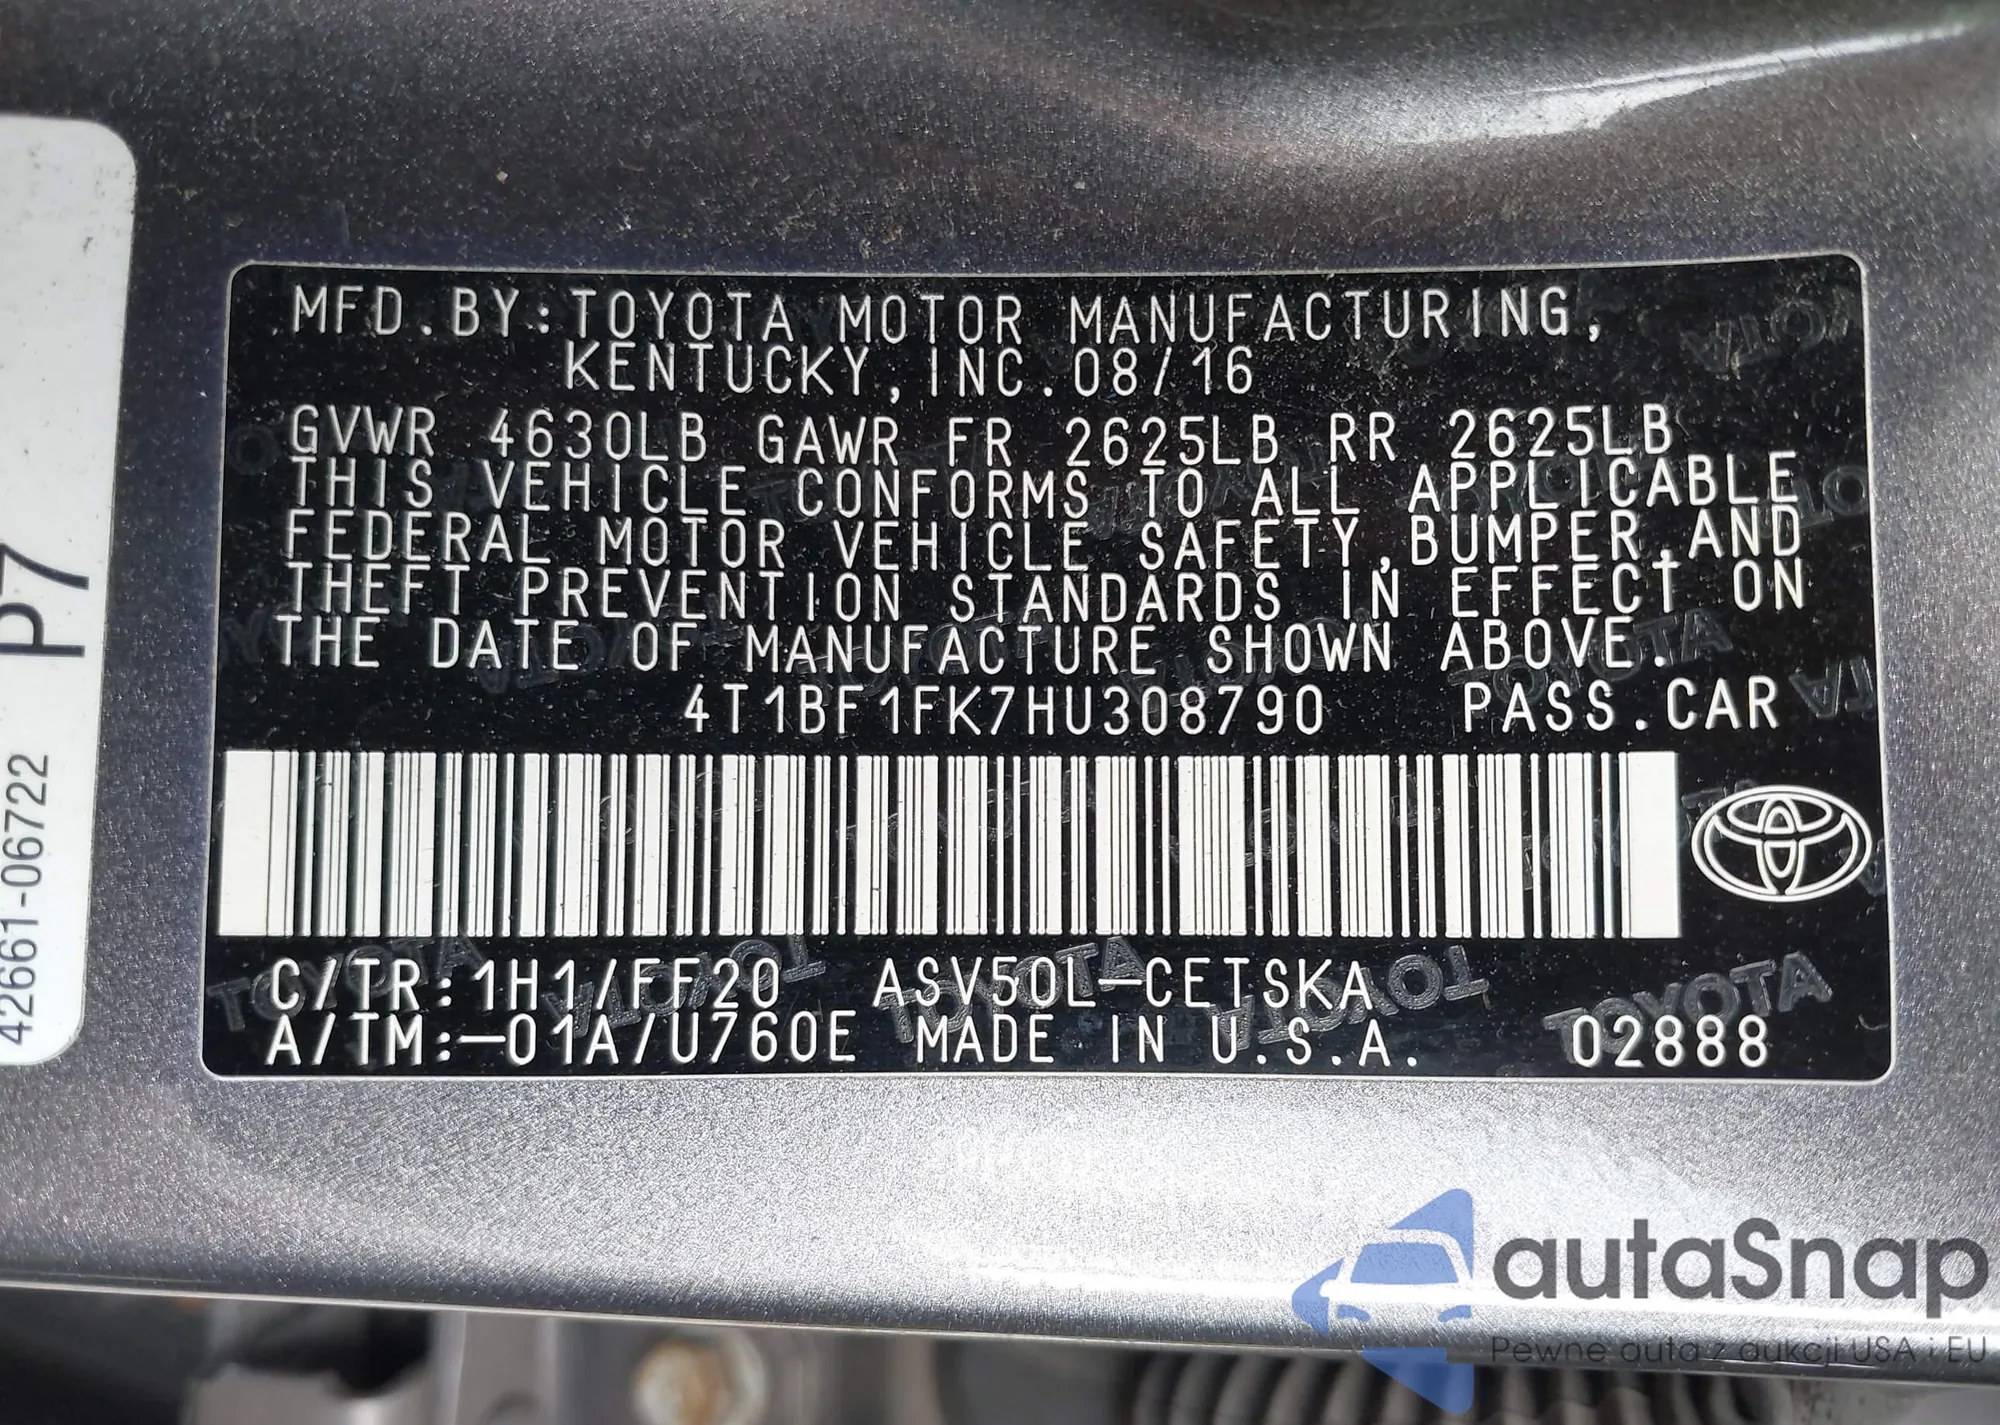 MFD.BY:TOYOTA MOTOR MANUFACTURING,
KENTUCKY,INC.08/16
GVWR 4630LB GAWR FR 2625LB RR 2625LB
THIS VEHICLE CONFORMS TO ALL APPLICABLE
FEDERAL MOTOR VEHICLE SAFETY,BUMPER,AND
THEFT PREVENTION STANDARDS IN EFFECT ON
THE DATE OF MANUFACTURE SHOWN ABOVE.
4T1BF1FK7HU308790 PASS.CAR
C/TR:1H1/FF20 ASV50L-CETSKA
A/TM:-01A/U760E MADE IN U.S.A. 02888
P7
42661-06722
autaSnap
Pewne auta z aukcji USA i EU